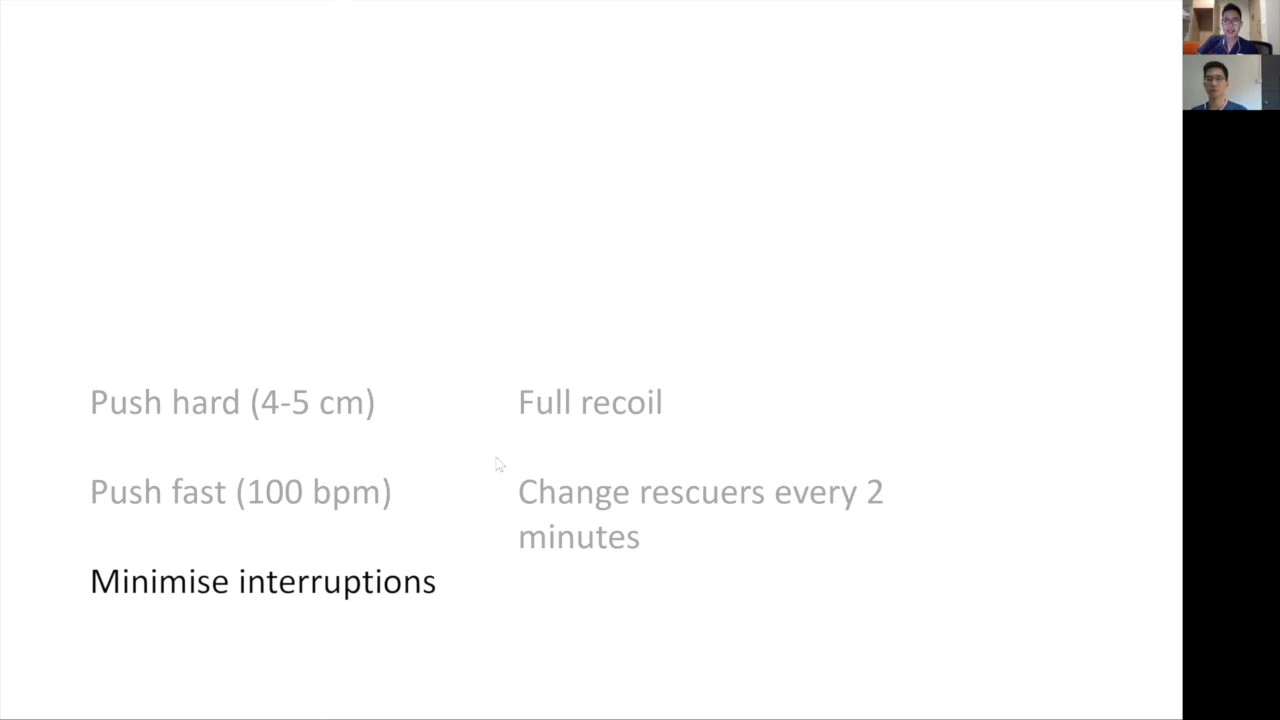 Push hard (4-5 cm)
Push fast (100 bpm)
Minimise interruptions
Full recoil
Change rescuers every 2
minutes